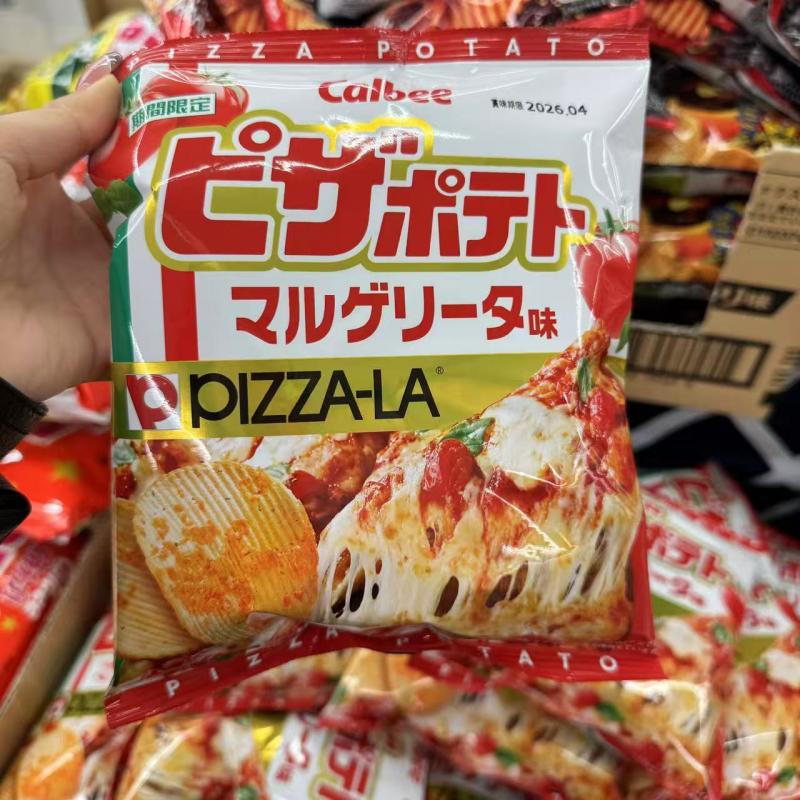 PIZZA POTATO
Calbee
賞味期限 2026.04
期間限定
ピザポテト
マルゲリータ味
PIZZA-LA®
PIZZA POTATO